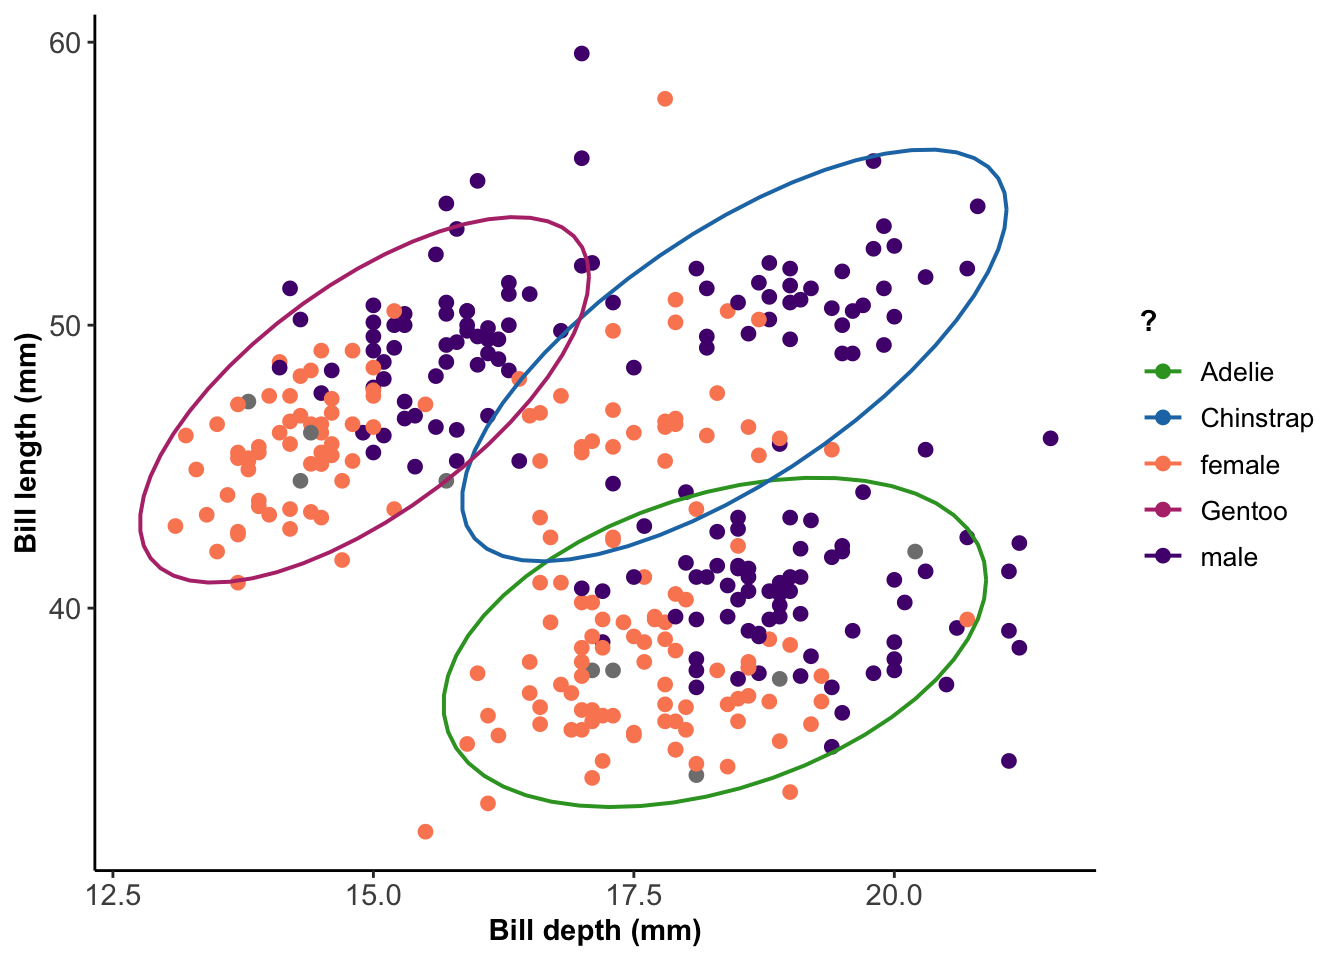 60
50
40
Bill length (mm)
12.5 15.0 17.5 20.0
Bill depth (mm)
?
Adelie
Chinstrap
female
Gentoo
male